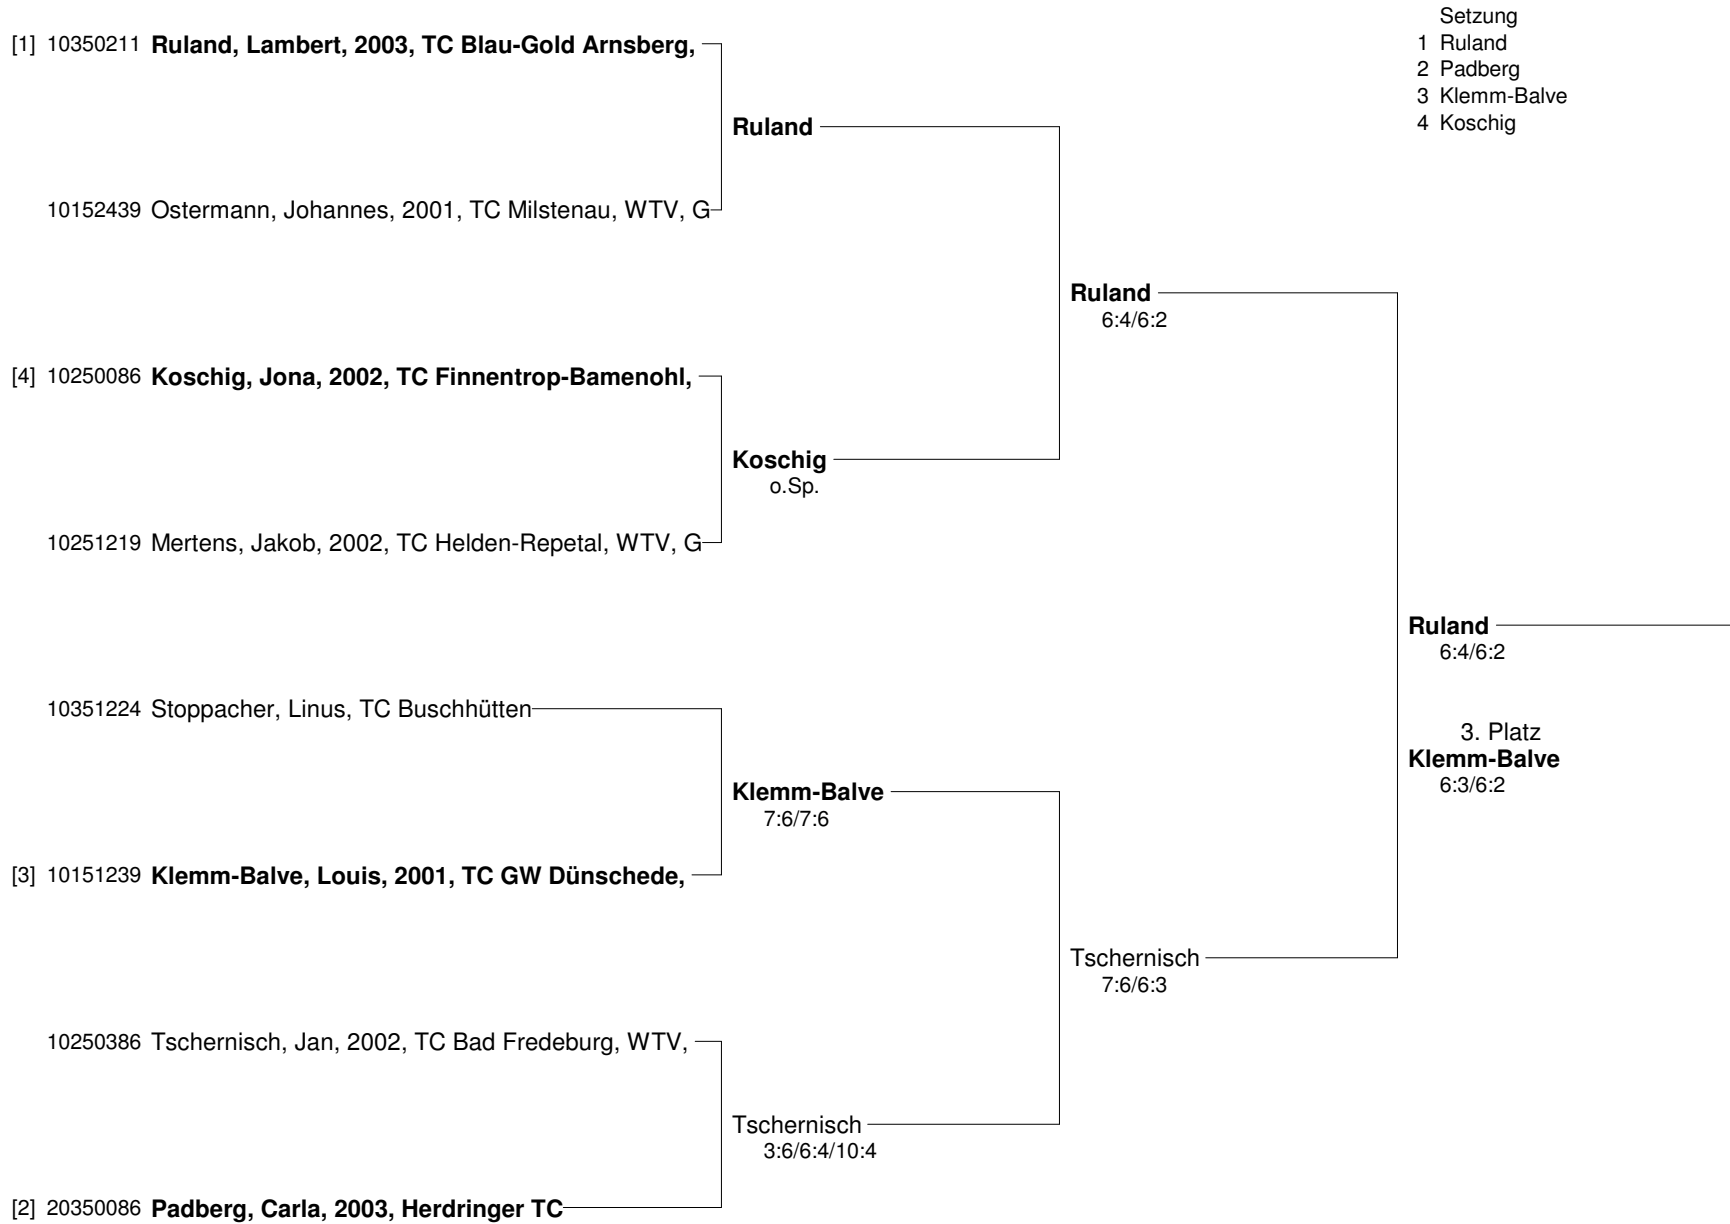 Setzung
1 Ruland
2 Padberg
3 Klemm-Balve
4 Koschig
[1] 10350211 Ruland, Lambert, 2003, TC Blau-Gold Arnsberg,
Ruland
10152439 Ostermann, Johannes, 2001, TC Milstenau, WTV, G
Ruland
6:4/6:2
[4] 10250086 Koschig, Jona, 2002, TC Finnentrop-Bamenohl,
Koschig
o.Sp.
10251219 Mertens, Jakob, 2002, TC Helden-Repetal, WTV, G
Ruland
6:4/6:2
10351224 Stoppacher, Linus, TC Buschhütten
3. Platz
Klemm-Balve
6:3/6:2
Klemm-Balve
7:6/7:6
[3] 10151239 Klemm-Balve, Louis, 2001, TC GW Dünschede,
Tschernisch
7:6/6:3
10250386 Tschernisch, Jan, 2002, TC Bad Fredeburg, WTV,
Tschernisch
3:6/6:4/10:4
[2] 20350086 Padberg, Carla, 2003, Herdringer TC